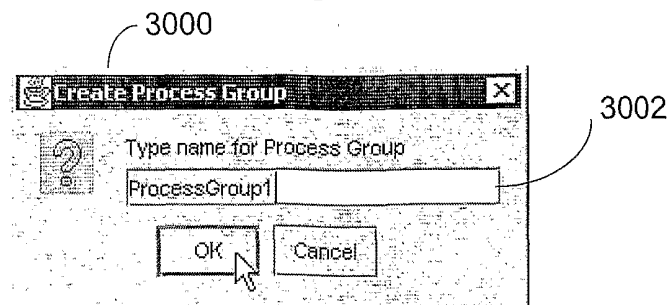 3000
Create Process Group
3002
Type name for Process Group
ProcessGroup1
OK Cancel